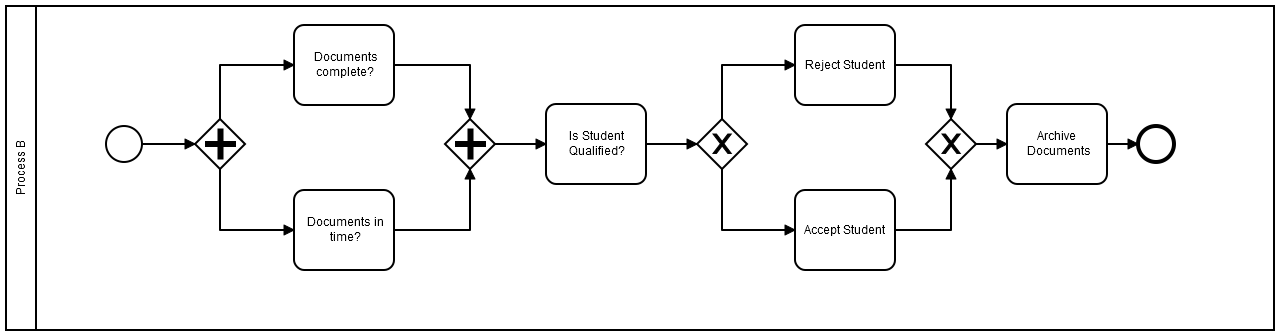 Process B
Documents
complete?
Documents in
time?
Is Student
Qualified?
Reject Student
Accept Student
Archive
Documents